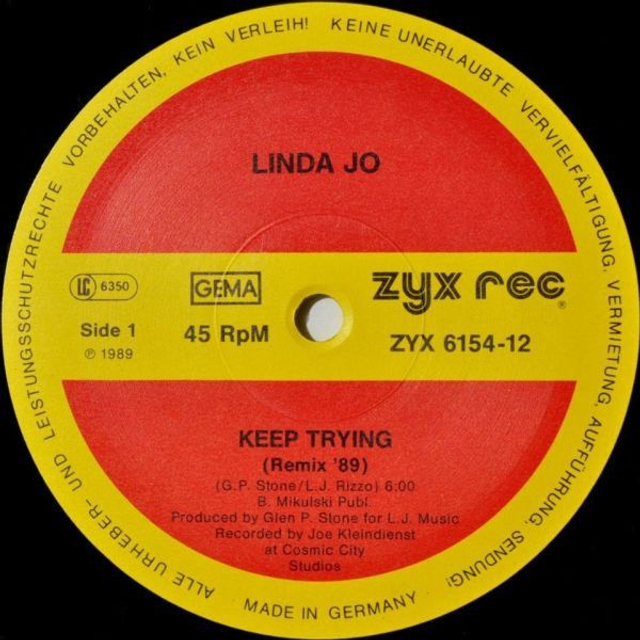 ALLE URHEBER- UND LEISTUNGSSCHUTZRECHTE VORBEHALTEN, KEIN VERLEIH! KEINE UNERLAUBTE VERVIELFÄLTIGUNG, VERMIETUNG, AUFFÜHRUNG, SENDUNG!
LINDA JO
LC 6350
GEMA
zyx rec ®
Side 1
45 RpM
ZYX 6154-12
℗ 1989
KEEP TRYING
(Remix '89)
(G.P. Stone/L.J. Rizzo) 6:00
B. Mikulski Publ.
Produced by Glen P. Stone for L.J. Music
Recorded by Joe Kleindienst
at Cosmic City
Studios
MADE IN GERMANY